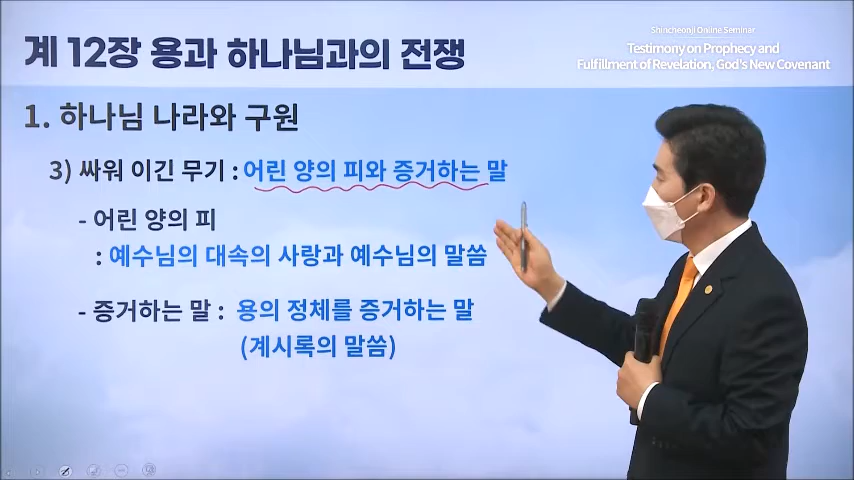 Shincheonji Online Seminar
Testimony on Prophecy and
Fulfillment of Revelation, God's New Covenant
계 12장 용과 하나님과의 전쟁
1. 하나님 나라와 구원
3) 싸워 이긴 무기 : 어린 양의 피와 증거하는 말
- 어린 양의 피
: 예수님의 대속의 사랑과 예수님의 말씀
- 증거하는 말 : 용의 정체를 증거하는 말
(계시록의 말씀)